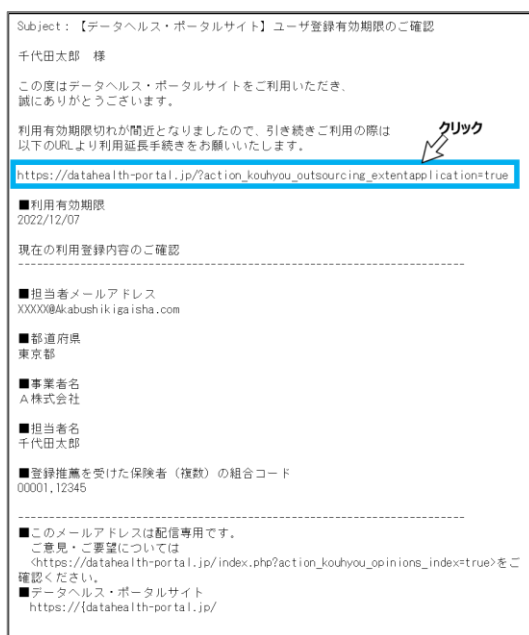 Subject：【データヘルス・ポータルサイト】ユーザ登録有効期限のご確認
千代田太郎　様
この度はデータヘルス・ポータルサイトをご利用いただき、
誠にありがとうございます。
利用有効期限切れが間近となりましたので、引き続きご利用の際は
以下のURLより利用延長手続きをお願いいたします。
クリック
https://datahealth-portal.jp/?action_kouhyou_outsourcing_extentapplication=true
■利用有効期限
2022/12/07
現在の利用登録内容のご確認
------------------------------------------------------------------------
■担当者メールアドレス
XXXXX@Akabushikigaisha.com
■都道府県
東京都
■事業者名
Ａ株式会社
■担当者名
千代田太郎
■登録推薦を受けた保険者（複数）の組合コード
00001,12345
------------------------------------------------------------------------
■このメールアドレスは配信専用です。
ご意見・ご要望については
<https://datahealth-portal.jp/index.php?action_kouhyou_opinions_index=true>をご
確認ください。
■データヘルス・ポータルサイト
https://{datahealth-portal.jp/